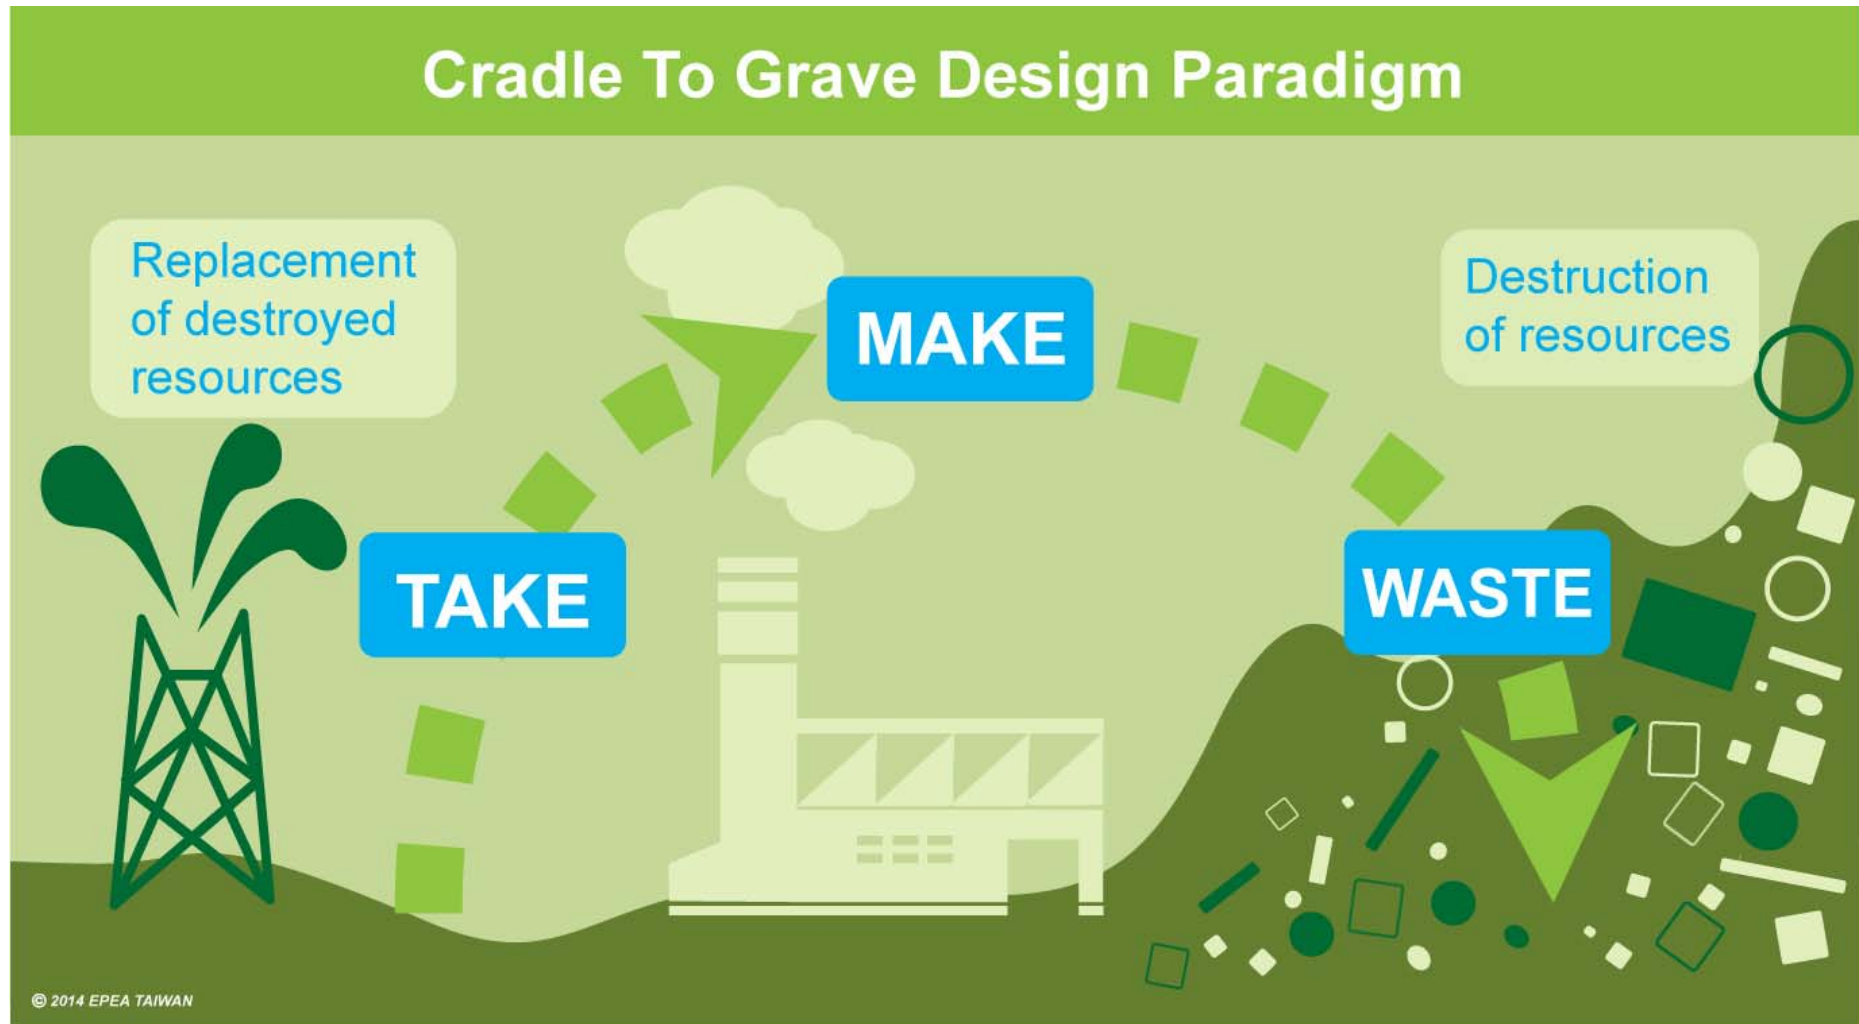 Cradle To Grave Design Paradigm
Replacement
of destroyed
resources
MAKE
Destruction
of resources
TAKE
WASTE
© 2014 EPEA TAIWAN